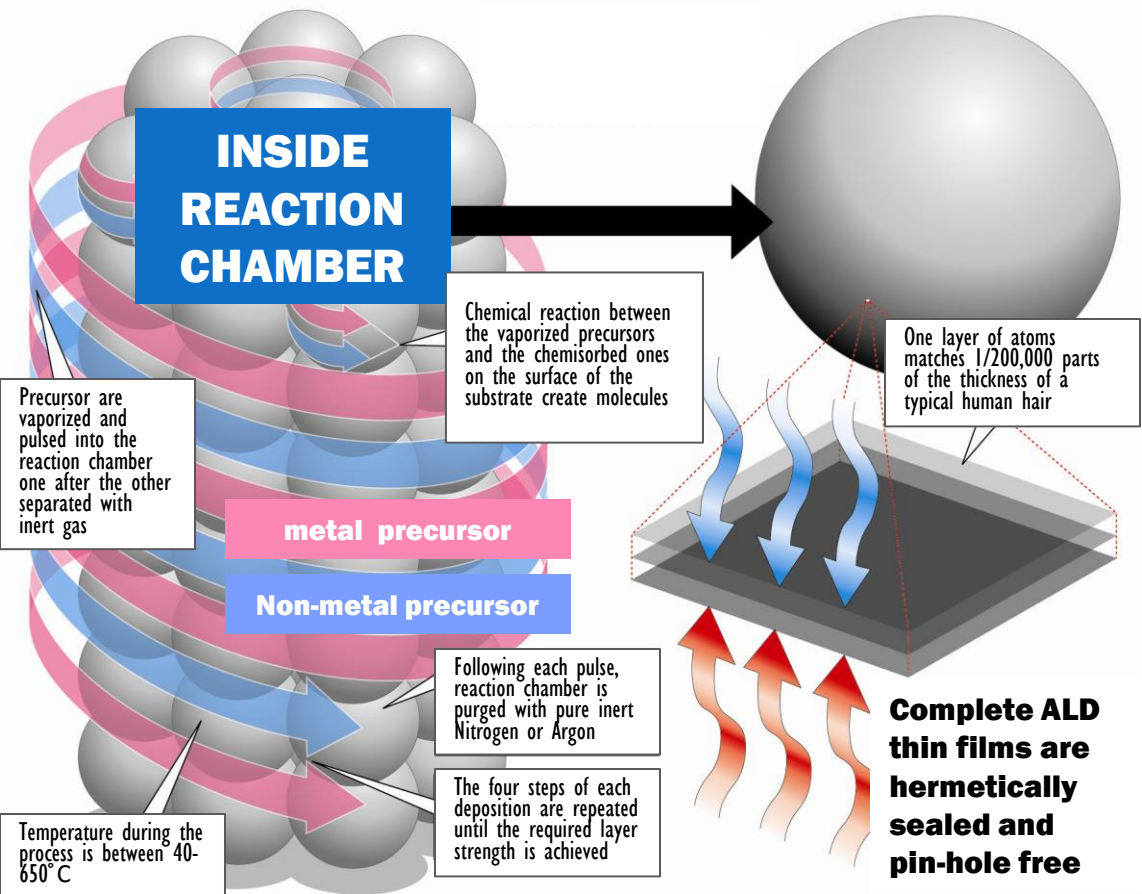 INSIDE
REACTION
CHAMBER
Chemical reaction between
the vaporized precursors
and the chemisorbed ones
on the surface of the
substrate create molecules
One layer of atoms
matches 1/200,000 parts
of the thickness of a
typical human hair
Precursor are
vaporized and
pulsed into the
reaction chamber
one after the other
separated with
inert gas
metal precursor
Non-metal precursor
Following each pulse,
reaction chamber is
purged with pure inert
Nitrogen or Argon
The four steps of each
deposition are repeated
until the required layer
strength is achieved
Temperature during the
process is between 40-
650°C
Complete ALD
thin films are
hermetically
sealed and
pin-hole free